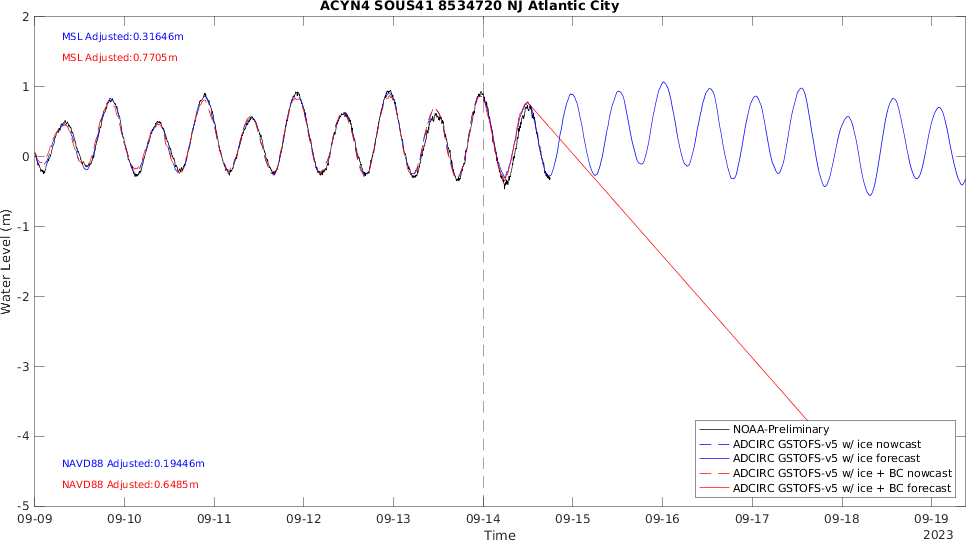 ACYN4 SOUS41 8534720 NJ Atlantic City
MSL Adjusted:0.31646m
MSL Adjusted:0.7705m
2
1
0
-1
-2
-3
-4
-5
Water Level (m)
NAVD88 Adjusted:0.19446m
NAVD88 Adjusted:0.6485m
NOAA-Preliminary
ADCIRC GSTOFS-v5 w/ ice nowcast
ADCIRC GSTOFS-v5 w/ ice forecast
ADCIRC GSTOFS-v5 w/ ice + BC nowcast
ADCIRC GSTOFS-v5 w/ ice + BC forecast
09-09 09-10 09-11 09-12 09-13 09-14 09-15 09-16 09-17 09-18 09-19
Time
2023